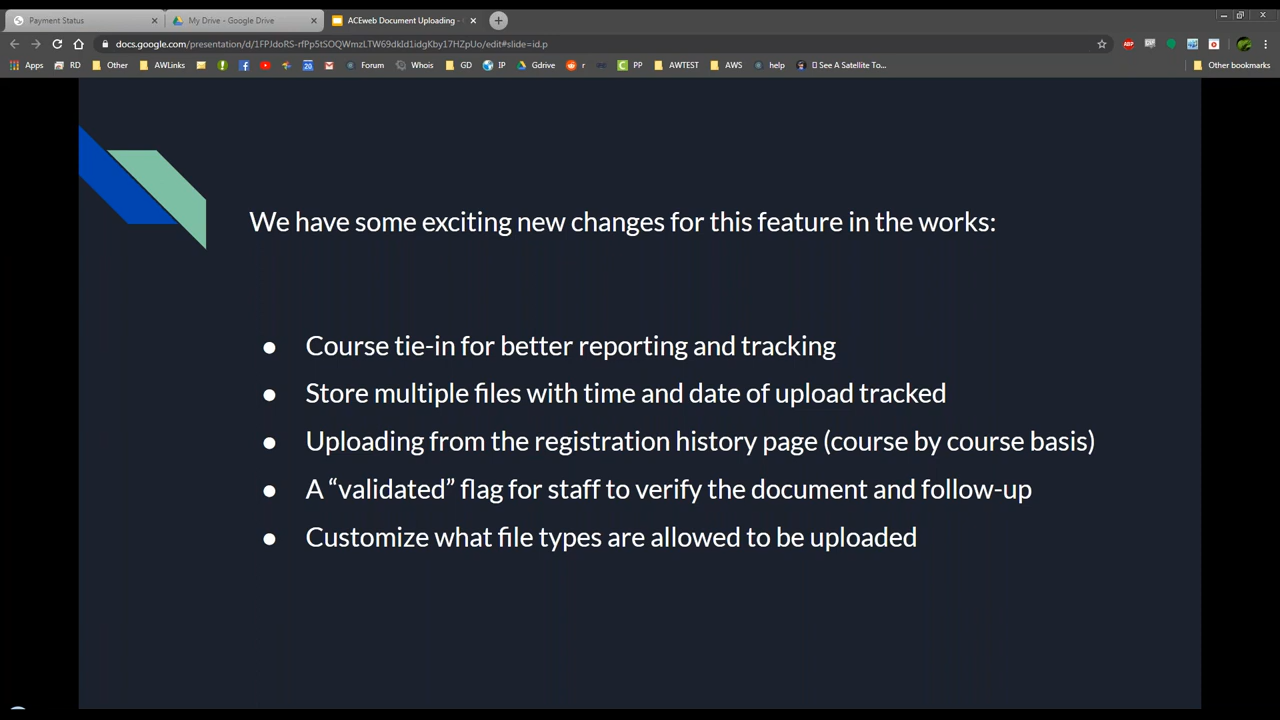 Payment Status
My Drive - Google Drive
ACEweb Document Uploading -
docs.google.com/presentation/d/1FPJdoRS-rfPp5tSOQWmzLTW69dkId1idgKby17HZpUo/edit#slide=id.p
Apps RD Other AWLinks 20 Forum Whois GD IP Gdrive r PP AWTEST AWS help See A Satellite To... Other bookmarks
We have some exciting new changes for this feature in the works:
● Course tie-in for better reporting and tracking
● Store multiple files with time and date of upload tracked
● Uploading from the registration history page (course by course basis)
● A “validated” flag for staff to verify the document and follow-up
● Customize what file types are allowed to be uploaded